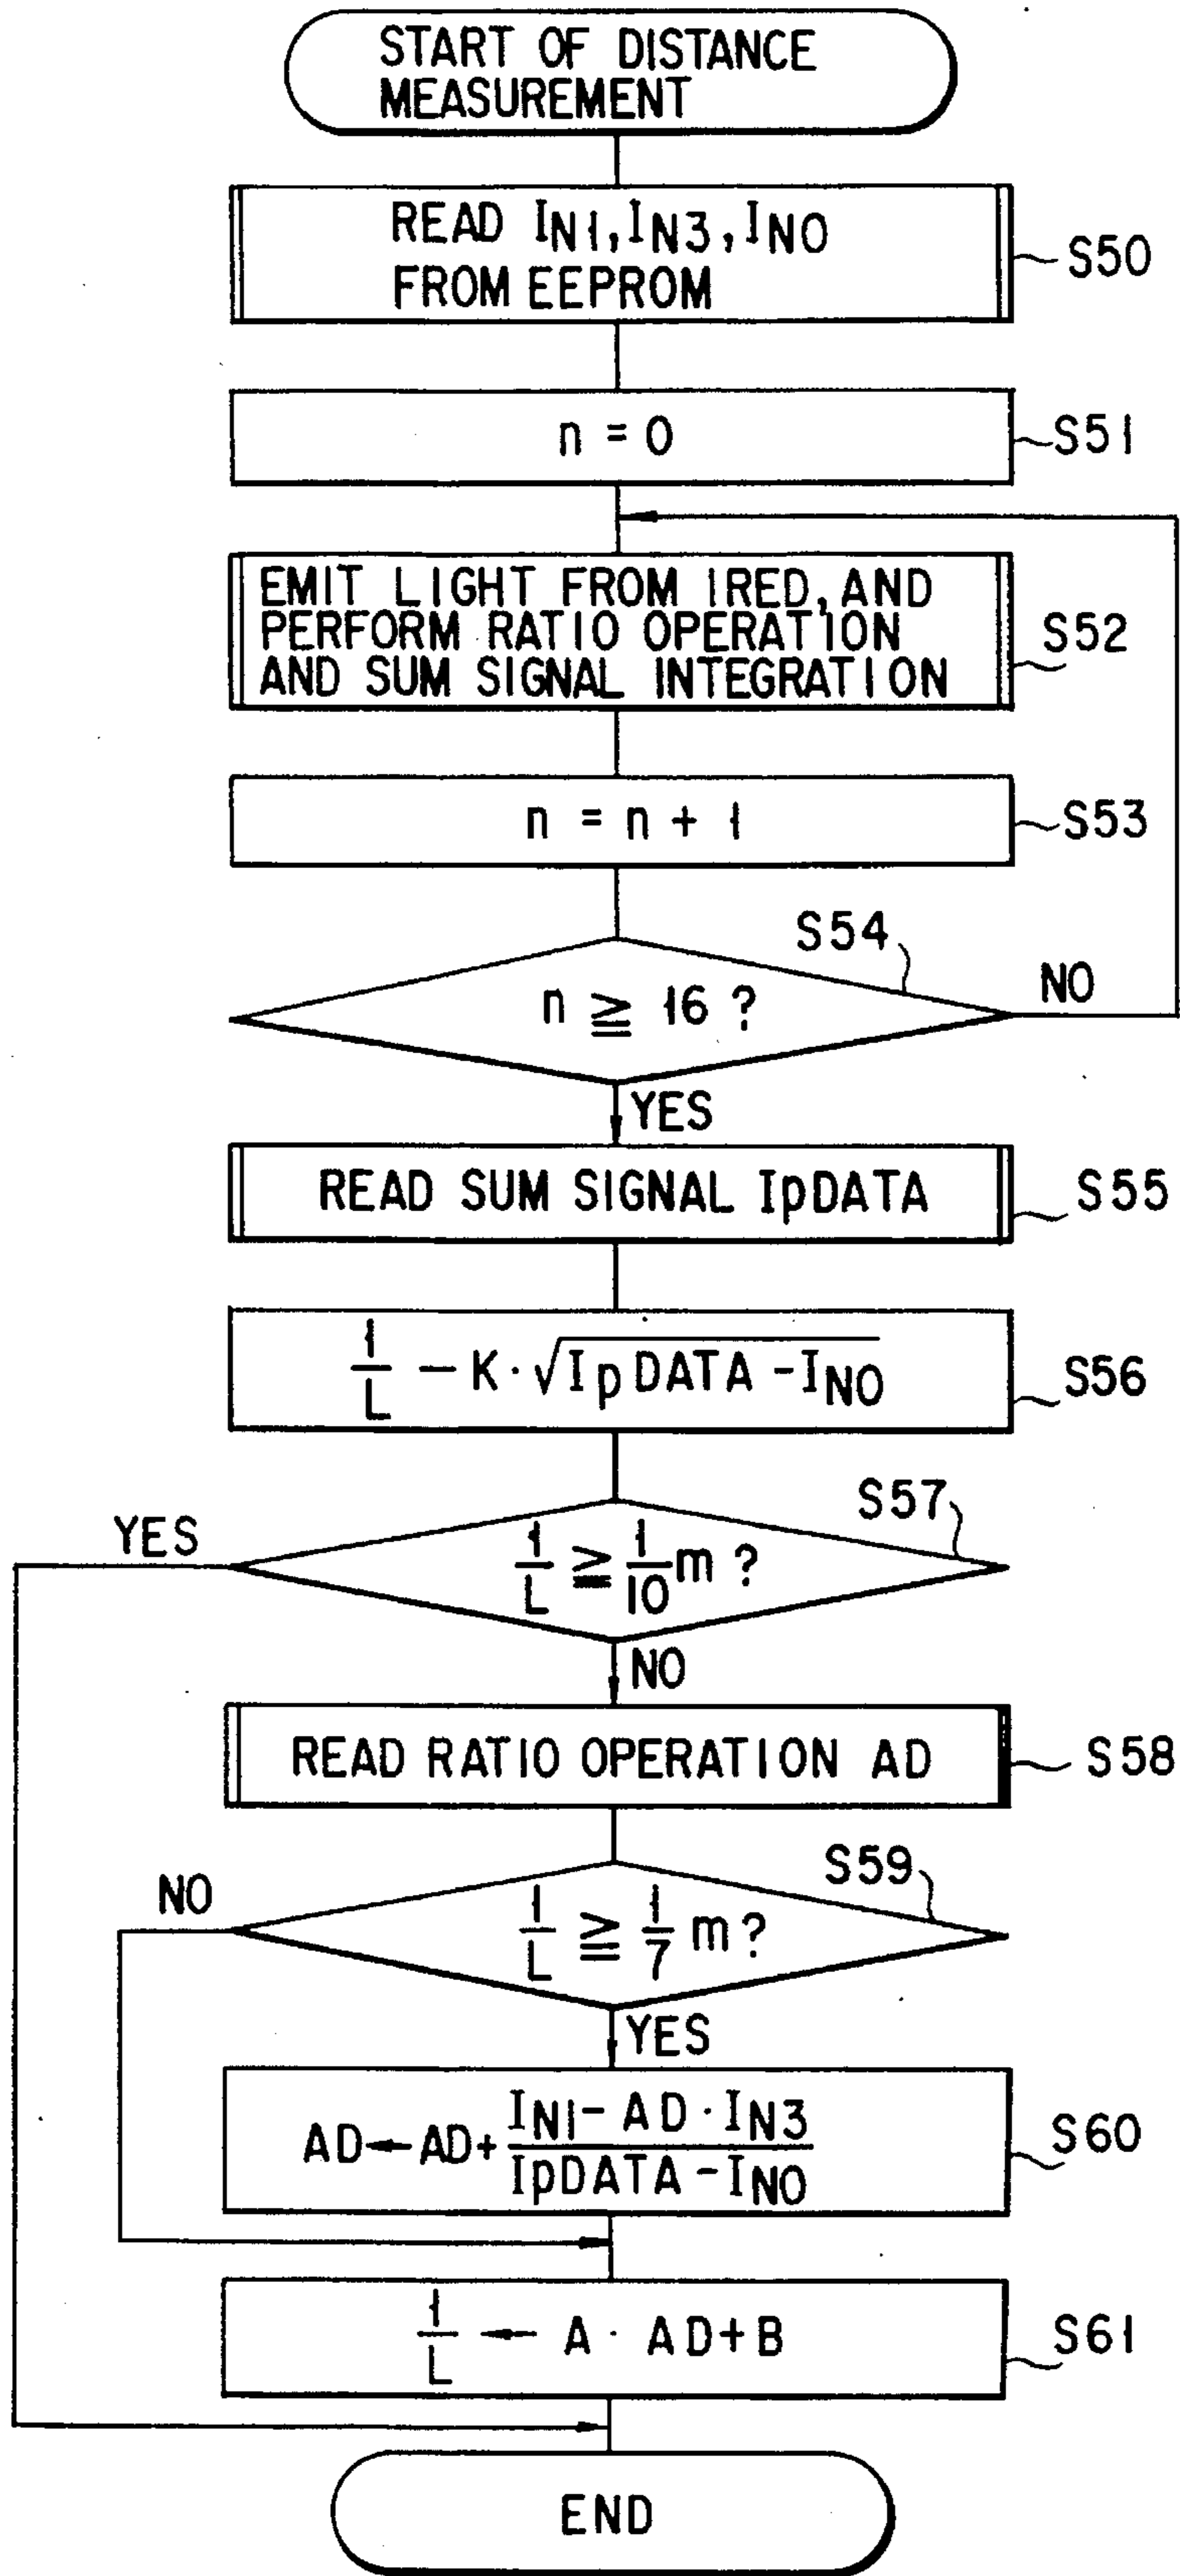 START OF DISTANCE
MEASUREMENT
READ IN1, IN3, INO
FROM EEPROM
S50
n = 0
S51
EMIT LIGHT FROM IRED, AND
PERFORM RATIO OPERATION
AND SUM SIGNAL INTEGRATION
S52
n = n + 1
S53
S54
n ≧ 16 ?
NO
YES
READ SUM SIGNAL IpDATA
S55
1/L - K·√(IpDATA - INO)
S56
S57
YES
1/L ≧ 1/10 m ?
NO
READ RATIO OPERATION AD
S58
S59
NO
1/L ≧ 1/7 m ?
YES
AD ← AD + (IN1 - AD · IN3)/(IpDATA - INO)
S60
1/L ← A · AD + B
S61
END